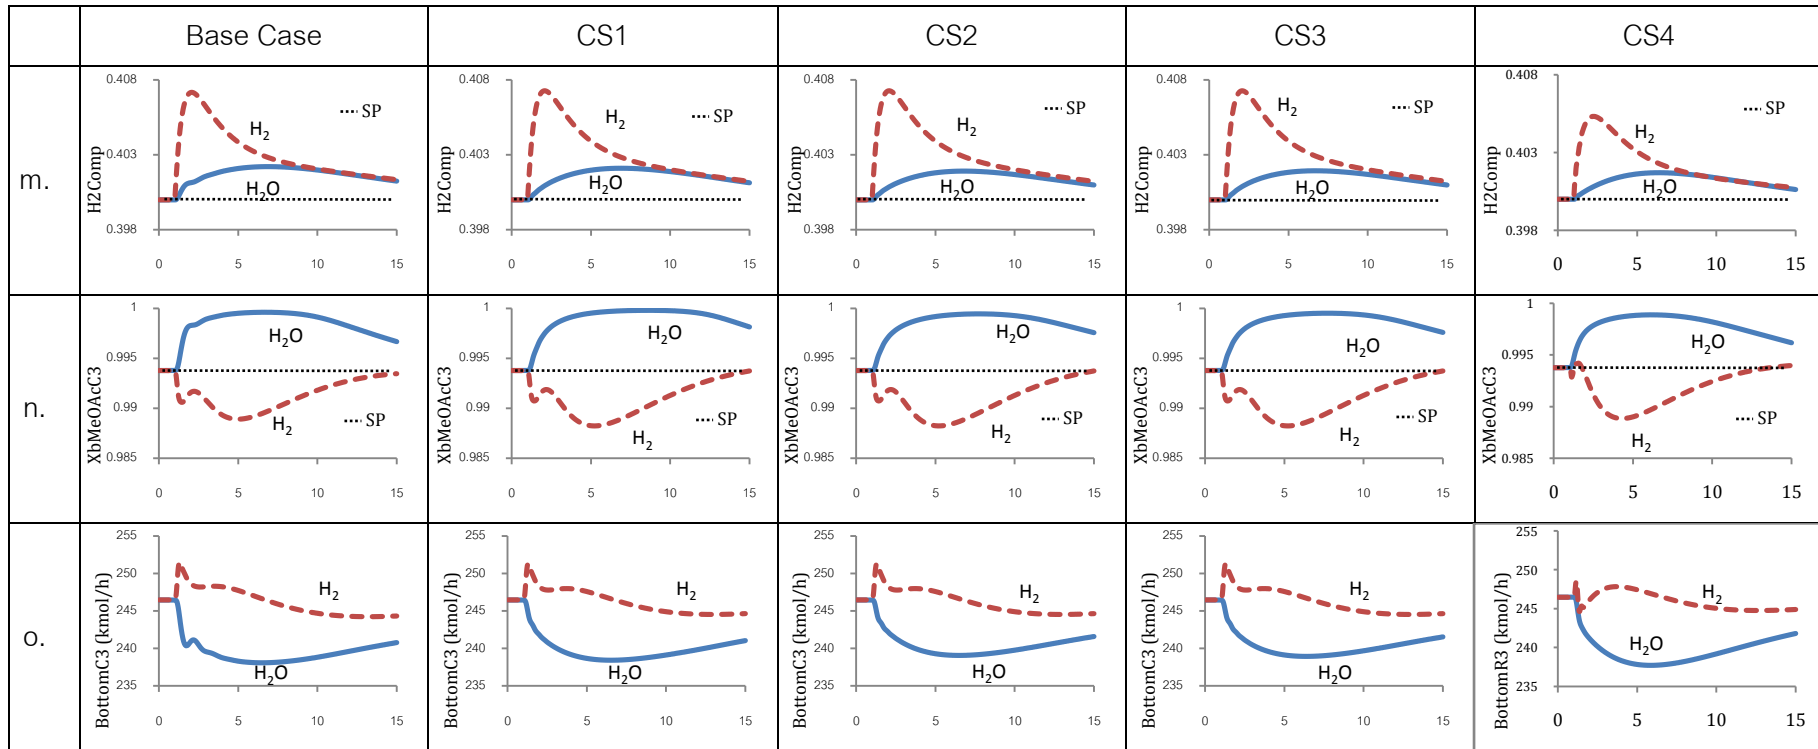 Base Case CS1 CS2 CS3 CS4
m.
H2Comp
0.408
0.403
0.398
0 5 10 15
H2
H2O
SP
H2Comp
0.408
0.403
0.398
0 5 10 15
H2
H2O
SP
H2Comp
0.408
0.403
0.398
0 5 10 15
H2
H2O
SP
H2Comp
0.408
0.403
0.398
0 5 10 15
H2
H2O
SP
H2Comp
0.408
0.403
0.398
0 5 10 15
H2
H2O
SP
n.
XbMeOAcC3
1
0.995
0.99
0.985
0 5 10 15
H2O
H2
SP
XbMeOAcC3
1
0.995
0.99
0.985
0 5 10 15
H2O
H2
SP
XbMeOAcC3
1
0.995
0.99
0.985
0 5 10 15
H2O
H2
SP
XbMeOAcC3
1
0.995
0.99
0.985
0 5 10 15
H2O
H2
SP
XbMeOAcC3
1
0.995
0.99
0.985
0 5 10 15
H2O
H2
SP
o.
BottomC3 (kmol/h)
255
250
245
240
235
0 5 10 15
H2
H2O
BottomC3 (kmol/h)
255
250
245
240
235
0 5 10 15
H2
H2O
BottomC3 (kmol/h)
255
250
245
240
235
0 5 10 15
H2
H2O
BottomC3 (kmol/h)
255
250
245
240
235
0 5 10 15
H2
H2O
BottomR3 (kmol/h)
255
250
245
240
235
0 5 10 15
H2
H2O